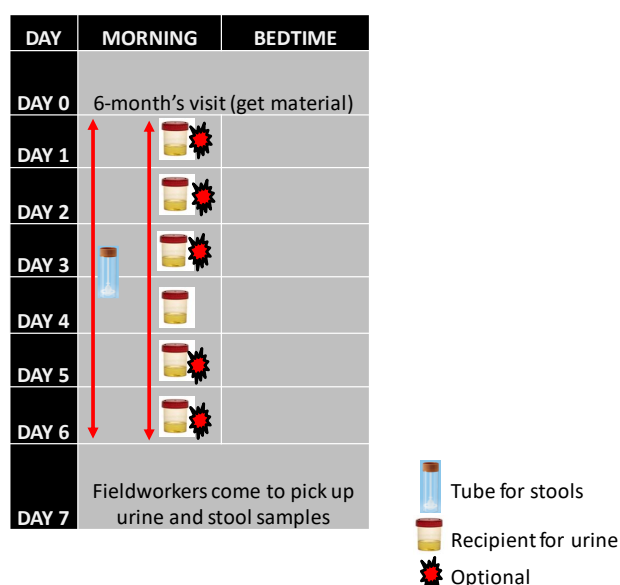 DAY MORNING BEDTIME
DAY 0 6-month's visit (get material)
DAY 1
DAY 2
DAY 3
DAY 4
DAY 5
DAY 6
Fieldworkers come to pick up
DAY 7 urine and stool samples
Tube for stools
Recipient for urine
Optional